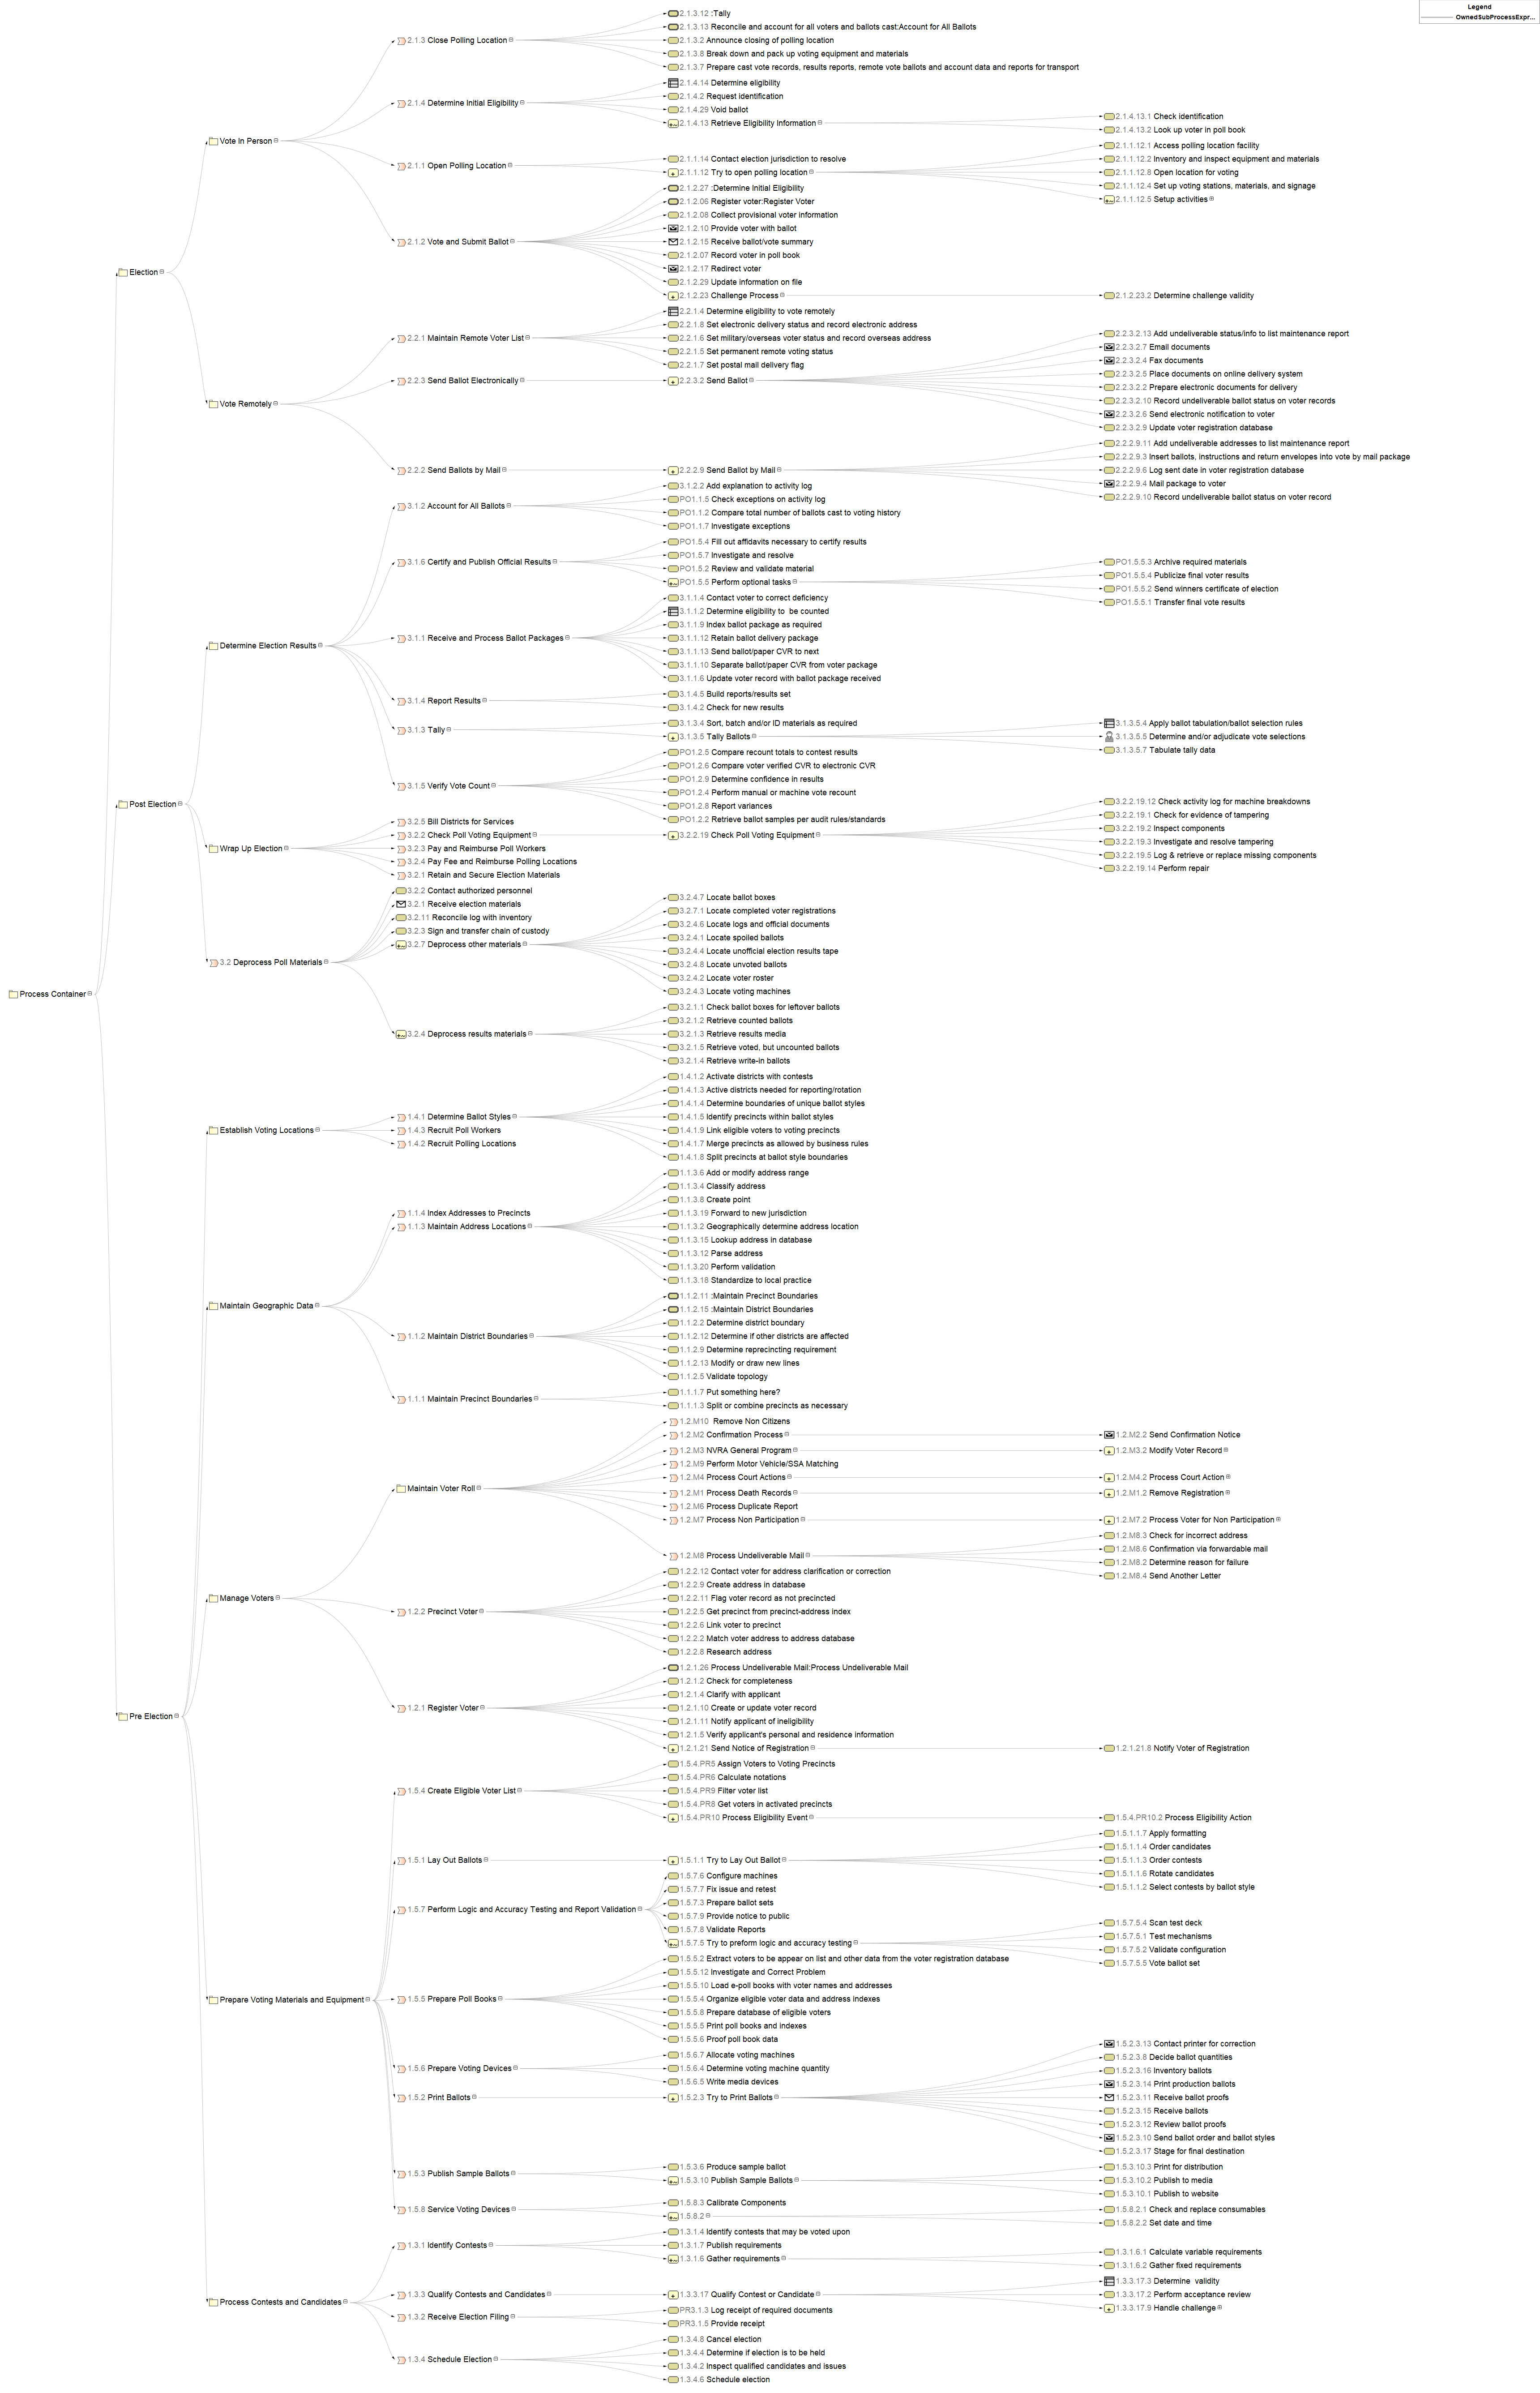 Legend
OwnedSubProcessExpr...
2.1.3.12 :Tally
2.1.3.13 Reconcile and account for all voters and ballots cast:Account For All Ballots
2.1.3 Close Polling Location
2.1.3.2 Announce closing of polling location
2.1.3.8 Break down and pack up voting equipment and materials
2.1.3.7 Prepare cast vote records, results reports, remote vote ballots and account data and reports for transport
2.1.4.14 Determine eligibility
2.1.4.2 Request identification
2.1.4 Determine Initial Eligibility
2.1.4.29 Void ballot
2.1.4.13 Retrieve Eligibility Information
2.1.4.13.1 Check identification
2.1.4.13.2 Look up voter in poll book
Vote In Person
2.1.1 Open Polling Location
2.1.1.14 Contact election jurisdiction to resolve
2.1.1.12 Try to open polling location
2.1.1.12.1 Access polling location facility
2.1.1.12.2 Inventory and inspect equipment and materials
2.1.1.12.8 Open location for voting
2.1.1.12.4 Set up voting stations, materials, and signage
2.1.1.12.5 Setup activities
2.1.2.27 :Determine Initial Eligibility
2.1.2.06 Register voter:Register Voter
2.1.2.08 Collect provisional voter information
2.1.2.10 Provide voter with ballot
2.1.2 Vote and Submit Ballot
2.1.2.15 Receive ballot/vote summary
2.1.2.07 Record voter in poll book
2.1.2.17 Redirect voter
2.1.2.29 Update information on file
2.1.2.23 Challenge Process
2.1.2.23.2 Determine challenge validity
Election
2.2.1.4 Determine eligibility to vote remotely
2.2.1.8 Set electronic delivery status and record electronic address
2.2.1 Maintain Remote Voter List
2.2.1.6 Set military/overseas voter status and record overseas address
2.2.1.5 Set permanent remote voting status
2.2.1.7 Set postal mail delivery flag
2.2.3 Send Ballot Electronically
2.2.3.2 Send Ballot
2.2.3.2.13 Add undeliverable status/info to list maintenance report
2.2.3.2.7 Email documents
2.2.3.2.4 Fax documents
2.2.3.2.5 Place documents on online delivery system
2.2.3.2.2 Prepare electronic documents for delivery
2.2.3.2.10 Record undeliverable ballot status on voter records
2.2.3.2.6 Send electronic notification to voter
2.2.3.2.9 Update voter registration database
Vote Remotely
2.2.2 Send Ballots by Mail
2.2.2.9 Send Ballot by Mail
2.2.2.9.11 Add undeliverable addresses to list maintenance report
2.2.2.9.3 Insert ballots, instructions and return envelopes into vote by mail package
2.2.2.9.6 Log sent date in voter registration database
2.2.2.9.4 Mail package to voter
2.2.2.9.10 Record undeliverable ballot status on voter record
3.1.2 Account for All Ballots
3.1.2.2 Add explanation to activity log
PO1.1.5 Check exceptions on activity log
PO1.1.2 Compare total number of ballots cast to voting history
PO1.1.7 Investigate exceptions
3.1.6 Certify and Publish Official Results
PO1.5.4 Fill out affidavits necessary to certify results
PO1.5.7 Investigate and resolve
PO1.5.2 Review and validate material
PO1.5.5 Perform optional tasks
PO1.5.5.3 Archive required materials
PO1.5.5.4 Publicize final voter results
PO1.5.5.2 Send winners certificate of election
PO1.5.5.1 Transfer final vote results
Determine Election Results
3.1.1 Receive and Process Ballot Packages
3.1.1.4 Contact voter to correct deficiency
3.1.1.2 Determine eligibility to  be counted
3.1.1.9 Index ballot package as required
3.1.1.12 Retain ballot delivery package
3.1.1.13 Send ballot/paper CVR to next
3.1.1.10 Separate ballot/paper CVR from voter package
3.1.1.6 Update voter record with ballot package received
3.1.4 Report Results
3.1.4.5 Build reports/results set
3.1.4.2 Check for new results
3.1.3 Tally
3.1.3.4 Sort, batch and/or ID materials as required
3.1.3.5 Tally Ballots
3.1.3.5.4 Apply ballot tabulation/ballot selection rules
3.1.3.5.5 Determine and/or adjudicate vote selections
3.1.3.5.7 Tabulate tally data
3.1.5 Verify Vote Count
PO1.2.5 Compare recount totals to contest results
PO1.2.6 Compare voter verified CVR to electronic CVR
PO1.2.9 Determine confidence in results
PO1.2.4 Perform manual or machine vote recount
PO1.2.8 Report variances
PO1.2.2 Retrieve ballot samples per audit rules/standards
Post Election
Wrap Up Election
3.2.5 Bill Districts for Services
3.2.2 Check Poll Voting Equipment
3.2.3 Pay and Reimburse Poll Workers
3.2.4 Pay Fee and Reimburse Polling Locations
3.2.1 Retain and Secure Election Materials
3.2.2.19 Check Poll Voting Equipment
3.2.2.19.12 Check activity log for machine breakdowns
3.2.2.19.1 Check for evidence of tampering
3.2.2.19.2 Inspect components
3.2.2.19.3 Investigate and resolve tampering
3.2.2.19.5 Log & retrieve or replace missing components
3.2.2.19.14 Perform repair
3.2 Deprocess Poll Materials
3.2.2 Contact authorized personnel
3.2.1 Receive election materials
3.2.11 Reconcile log with inventory
3.2.3 Sign and transfer chain of custody
3.2.7 Deprocess other materials
3.2.4.7 Locate ballot boxes
3.2.7.1 Locate completed voter registrations
3.2.4.6 Locate logs and official documents
3.2.4.1 Locate spoiled ballots
3.2.4.4 Locate unofficial election results tape
3.2.4.8 Locate unvoted ballots
3.2.4.2 Locate voter roster
3.2.4.3 Locate voting machines
Process Container
3.2.4 Deprocess results materials
3.2.1.1 Check ballot boxes for leftover ballots
3.2.1.2 Retrieve counted ballots
3.2.1.3 Retrieve results media
3.2.1.5 Retrieve voted, but uncounted ballots
3.2.1.4 Retrieve write-in ballots
Establish Voting Locations
1.4.1 Determine Ballot Styles
1.4.3 Recruit Poll Workers
1.4.2 Recruit Polling Locations
1.4.1.2 Activate districts with contests
1.4.1.3 Active districts needed for reporting/rotation
1.4.1.4 Determine boundaries of unique ballot styles
1.4.1.5 Identify precincts within ballot styles
1.4.1.9 Link eligible voters to voting precincts
1.4.1.7 Merge precincts as allowed by business rules
1.4.1.8 Split precincts at ballot style boundaries
1.1.4 Index Addresses to Precincts
1.1.3 Maintain Address Locations
1.1.3.6 Add or modify address range
1.1.3.4 Classify address
1.1.3.8 Create point
1.1.3.19 Forward to new jurisdiction
1.1.3.2 Geographically determine address location
1.1.3.15 Lookup address in database
1.1.3.12 Parse address
1.1.3.20 Perform validation
1.1.3.18 Standardize to local practice
Maintain Geographic Data
1.1.2 Maintain District Boundaries
1.1.2.11 :Maintain Precinct Boundaries
1.1.2.15 :Maintain District Boundaries
1.1.2.2 Determine district boundary
1.1.2.12 Determine if other districts are affected
1.1.2.9 Determine reprecincting requirement
1.1.2.13 Modify or draw new lines
1.1.2.5 Validate topology
1.1.1 Maintain Precinct Boundaries
1.1.1.7 Put something here?
1.1.1.3 Split or combine precincts as necessary
Maintain Voter Roll
1.2.M10  Remove Non Citizens
1.2.M2 Confirmation Process
1.2.M2.2 Send Confirmation Notice
1.2.M3 NVRA General Program
1.2.M3.2 Modify Voter Record
1.2.M9 Perform Motor Vehicle/SSA Matching
1.2.M4 Process Court Actions
1.2.M4.2 Process Court Action
1.2.M1 Process Death Records
1.2.M1.2 Remove Registration
1.2.M6 Process Duplicate Report
1.2.M7 Process Non Participation
1.2.M7.2 Process Voter for Non Participation
1.2.M8 Process Undeliverable Mail
1.2.M8.3 Check for incorrect address
1.2.M8.6 Confirmation via forwardable mail
1.2.M8.2 Determine reason for failure
1.2.M8.4 Send Another Letter
Manage Voters
1.2.2 Precinct Voter
1.2.2.12 Contact voter for address clarification or correction
1.2.2.9 Create address in database
1.2.2.11 Flag voter record as not precincted
1.2.2.5 Get precinct from precinct-address index
1.2.2.6 Link voter to precinct
1.2.2.2 Match voter address to address database
1.2.2.8 Research address
1.2.1 Register Voter
1.2.1.26 Process Undeliverable Mail:Process Undeliverable Mail
1.2.1.2 Check for completeness
1.2.1.4 Clarify with applicant
1.2.1.10 Create or update voter record
1.2.1.11 Notify applicant of ineligibility
1.2.1.5 Verify applicant's personal and residence information
1.2.1.21 Send Notice of Registration
1.2.1.21.8 Notify Voter of Registration
Pre Election
1.5.4 Create Eligible Voter List
1.5.4.PR5 Assign Voters to Voting Precincts
1.5.4.PR6 Calculate notations
1.5.4.PR9 Filter voter list
1.5.4.PR8 Get voters in activated precincts
1.5.4.PR10 Process Eligibility Event
1.5.4.PR10.2 Process Eligibility Action
1.5.1 Lay Out Ballots
1.5.1.1 Try to Lay Out Ballot
1.5.1.1.7 Apply formatting
1.5.1.1.4 Order candidates
1.5.1.1.3 Order contests
1.5.1.1.6 Rotate candidates
1.5.1.1.2 Select contests by ballot style
1.5.7 Perform Logic and Accuracy Testing and Report Validation
1.5.7.6 Configure machines
1.5.7.7 Fix issue and retest
1.5.7.3 Prepare ballot sets
1.5.7.9 Provide notice to public
1.5.7.8 Validate Reports
1.5.7.5 Try to preform logic and accuracy testing
1.5.7.5.4 Scan test deck
1.5.7.5.1 Test mechanisms
1.5.7.5.2 Validate configuration
1.5.7.5.5 Vote ballot set
Prepare Voting Materials and Equipment
1.5.5 Prepare Poll Books
1.5.5.2 Extract voters to be appear on list and other data from the voter registration database
1.5.5.12 Investigate and Correct Problem
1.5.5.10 Load e-poll books with voter names and addresses
1.5.5.4 Organize eligible voter data and address indexes
1.5.5.8 Prepare database of eligible voters
1.5.5.5 Print poll books and indexes
1.5.5.6 Proof poll book data
1.5.6 Prepare Voting Devices
1.5.6.7 Allocate voting machines
1.5.6.4 Determine voting machine quantity
1.5.6.5 Write media devices
1.5.2 Print Ballots
1.5.2.3 Try to Print Ballots
1.5.2.3.13 Contact printer for correction
1.5.2.3.8 Decide ballot quantities
1.5.2.3.16 Inventory ballots
1.5.2.3.14 Print production ballots
1.5.2.3.11 Receive ballot proofs
1.5.2.3.15 Receive ballots
1.5.2.3.12 Review ballot proofs
1.5.2.3.10 Send ballot order and ballot styles
1.5.2.3.17 Stage for final destination
1.5.3 Publish Sample Ballots
1.5.3.6 Produce sample ballot
1.5.3.10 Publish Sample Ballots
1.5.3.10.3 Print for distribution
1.5.3.10.2 Publish to media
1.5.3.10.1 Publish to website
1.5.8 Service Voting Devices
1.5.8.3 Calibrate Components
1.5.8.2
1.5.8.2.1 Check and replace consumables
1.5.8.2.2 Set date and time
Process Contests and Candidates
1.3.1 Identify Contests
1.3.1.4 Identify contests that may be voted upon
1.3.1.7 Publish requirements
1.3.1.6 Gather requirements
1.3.1.6.1 Calculate variable requirements
1.3.1.6.2 Gather fixed requirements
1.3.3 Qualify Contests and Candidates
1.3.3.17 Qualify Contest or Candidate
1.3.3.17.3 Determine  validity
1.3.3.17.2 Perform acceptance review
1.3.3.17.9 Handle challenge
1.3.2 Receive Election Filing
PR3.1.3 Log receipt of required documents
PR3.1.5 Provide receipt
1.3.4 Schedule Election
1.3.4.8 Cancel election
1.3.4.4 Determine if election is to be held
1.3.4.2 Inspect qualified candidates and issues
1.3.4.6 Schedule election